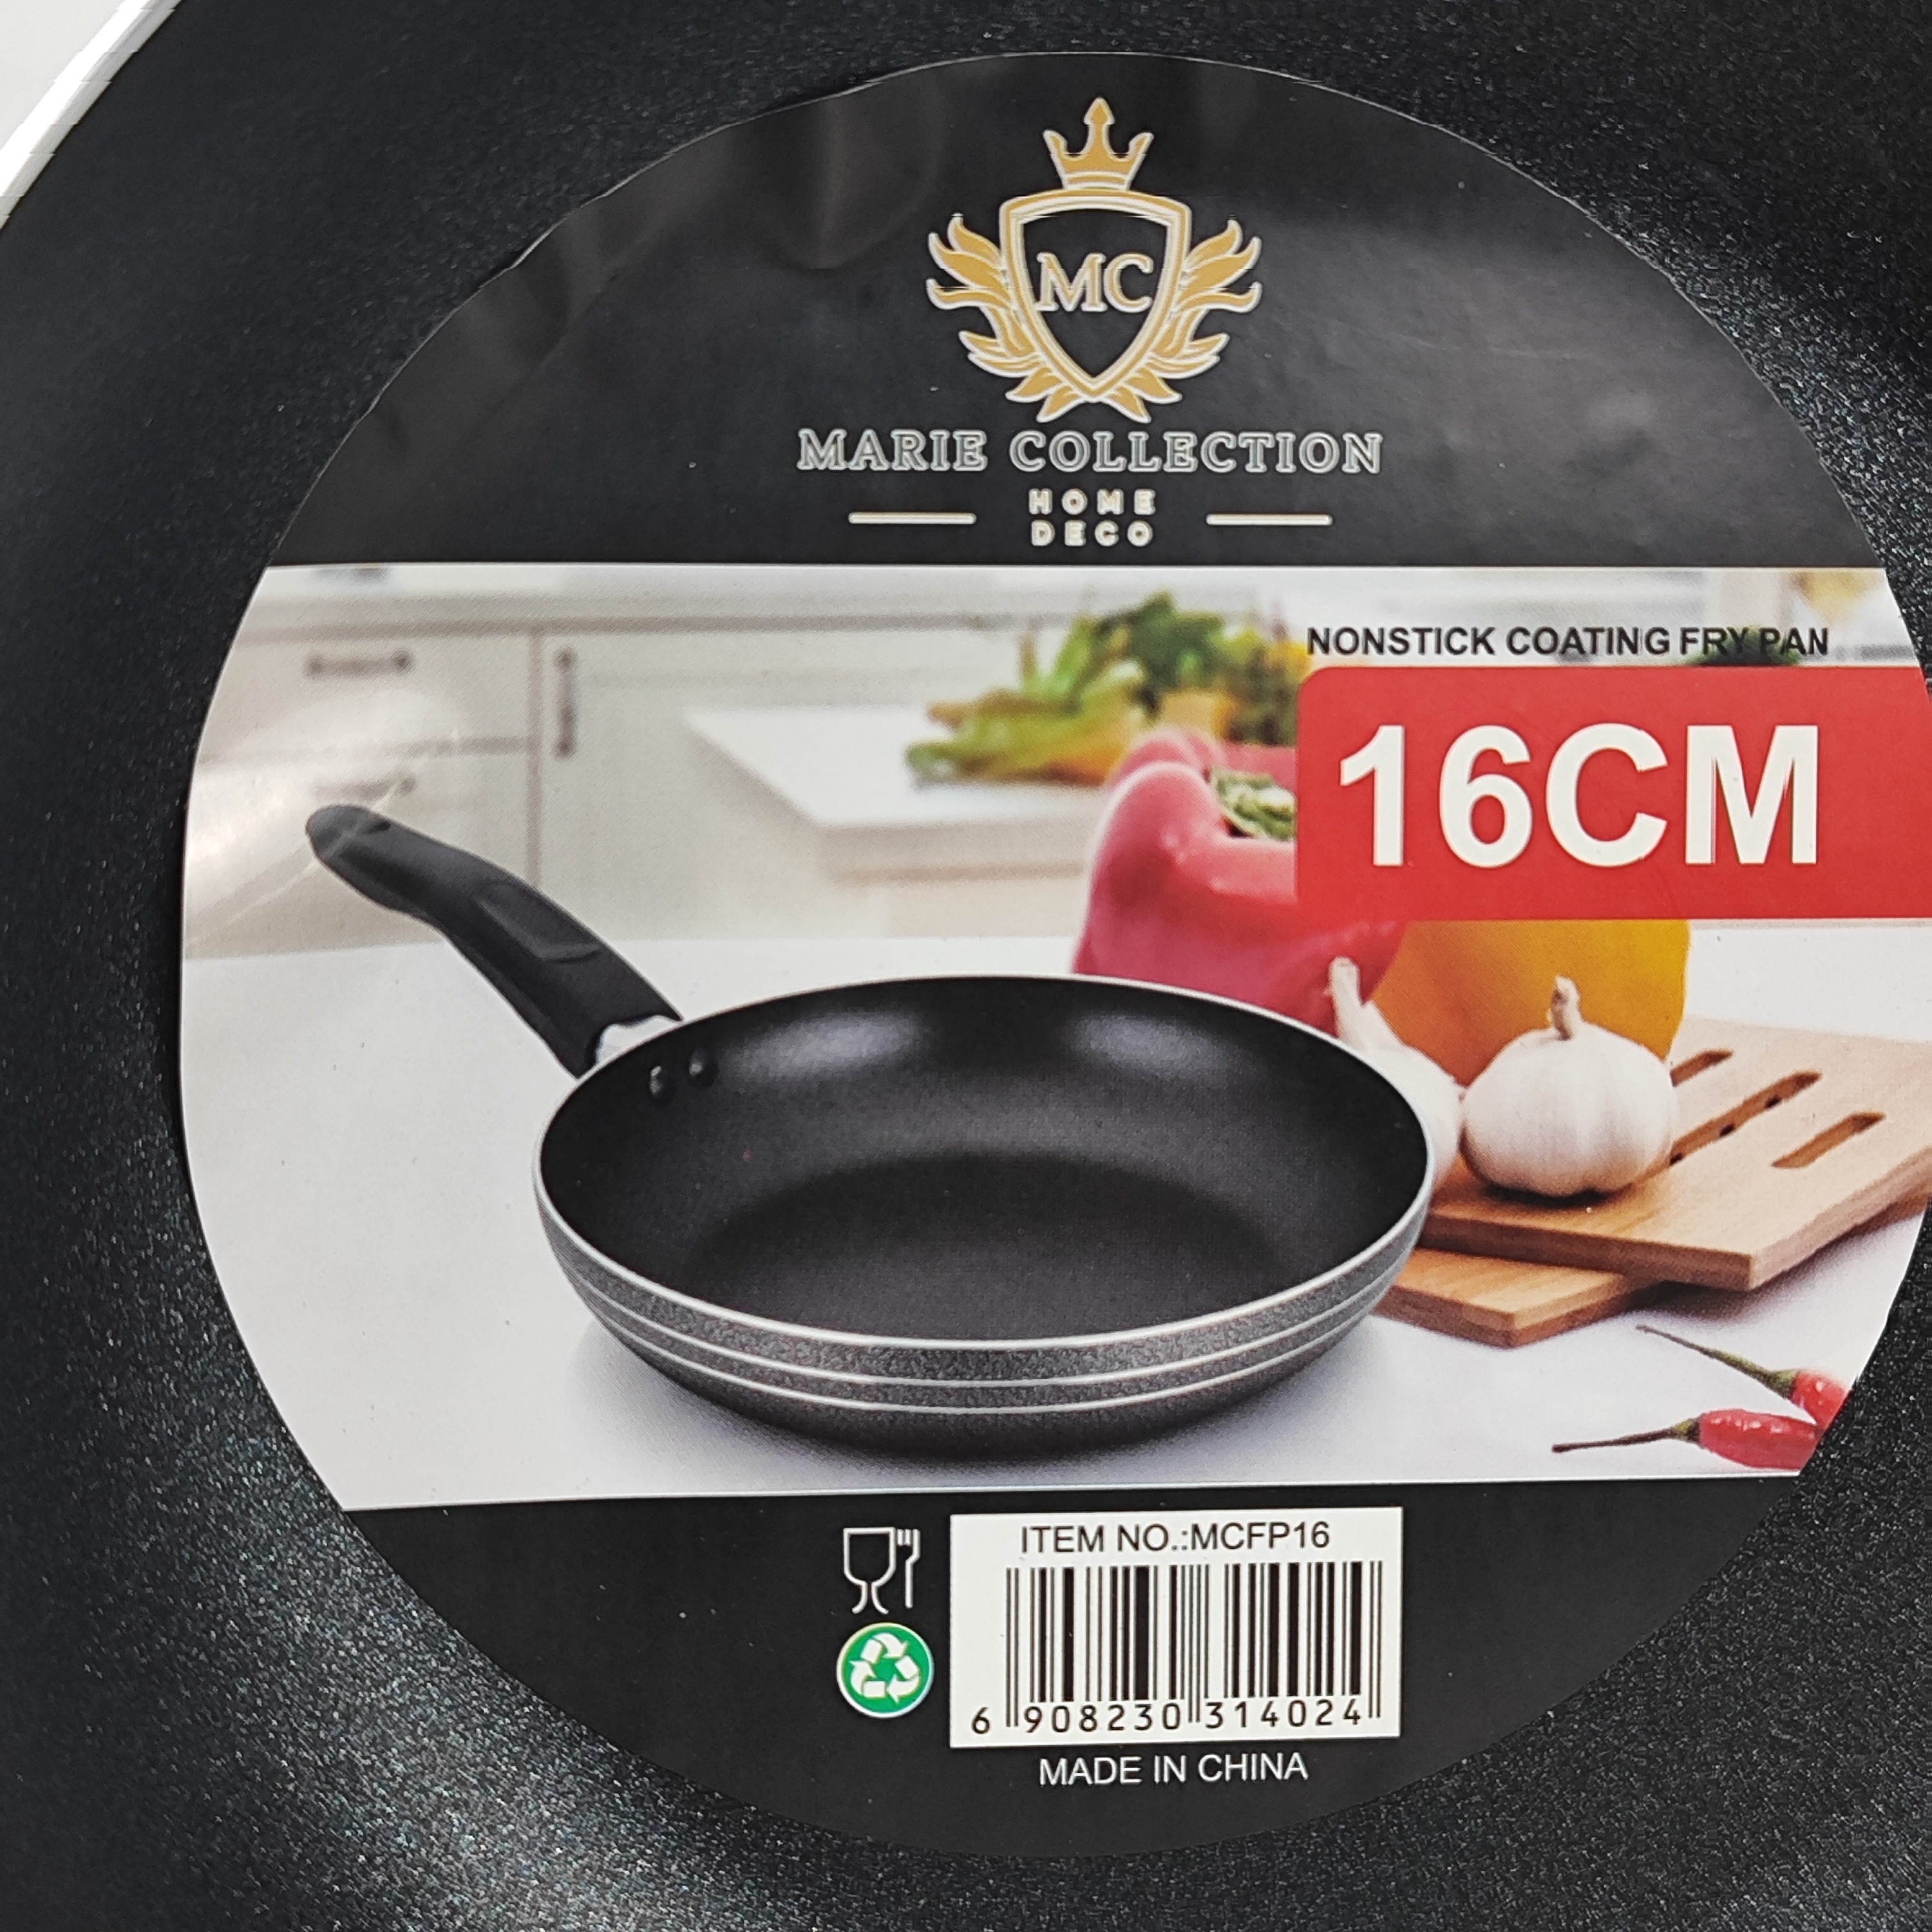 MC
MARIE COLLECTION
HOME
DECO
NONSTICK COATING FRY PAN
16CM
ITEM NO.:MCFP16
6 908230 314024
MADE IN CHINA